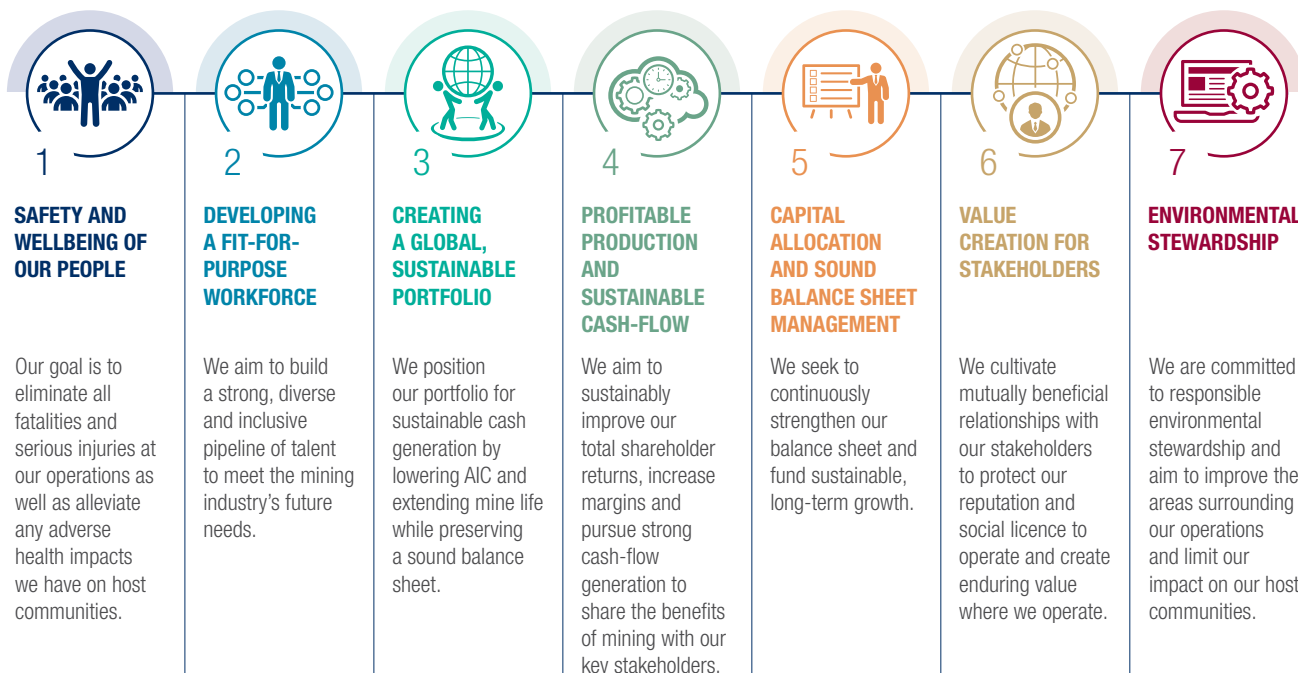 1
SAFETY AND
WELLBEING OF
OUR PEOPLE
Our goal is to
eliminate all
fatalities and
serious injuries at
our operations as
well as alleviate
any adverse
health impacts
we have on host
communities.
2
DEVELOPING
A FIT-FOR-
PURPOSE
WORKFORCE
We aim to build
a strong, diverse
and inclusive
pipeline of talent
to meet the mining
industry’s future
needs.
3
CREATING
A GLOBAL,
SUSTAINABLE
PORTFOLIO
We position
our portfolio for
sustainable cash
generation by
lowering AIC and
extending mine life
while preserving
a sound balance
sheet.
4
PROFITABLE
PRODUCTION
AND
SUSTAINABLE
CASH-FLOW
We aim to
sustainably
improve our
total shareholder
returns, increase
margins and
pursue strong
cash-flow
generation to
share the benefits
of mining with our
key stakeholders.
5
CAPITAL
ALLOCATION
AND SOUND
BALANCE SHEET
MANAGEMENT
We seek to
continuously
strengthen our
balance sheet and
fund sustainable,
long-term growth.
6
VALUE
CREATION FOR
STAKEHOLDERS
We cultivate
mutually beneficial
relationships with
our stakeholders
to protect our
reputation and
social licence to
operate and create
enduring value
where we operate.
7
ENVIRONMENTAL
STEWARDSHIP
We are committed
to responsible
environmental
stewardship and
aim to improve the
areas surrounding
our operations
and limit our
impact on our host
communities.